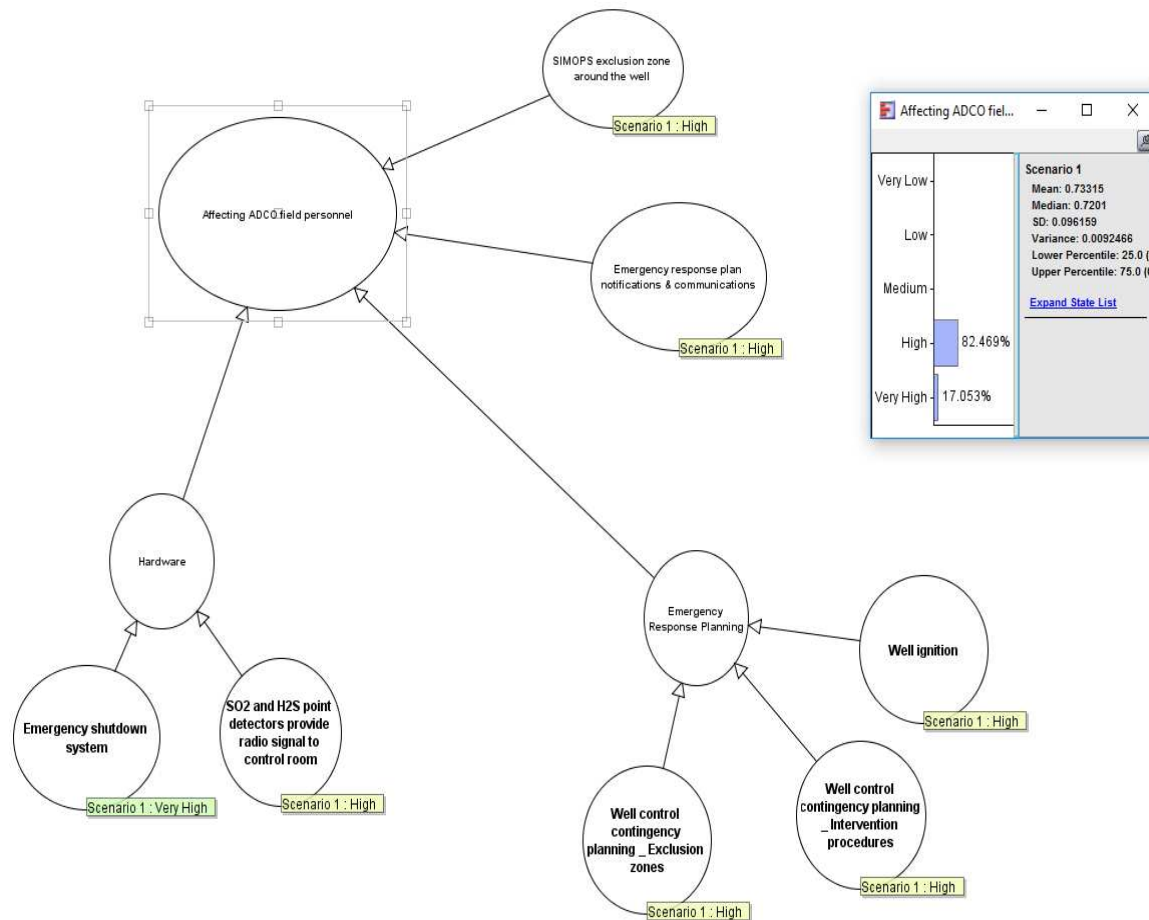 SIMOPS exclusion zone
around the well
Scenario 1 : High
Affecting ADCO field personnel
Emergency response plan
notifications & communications
Scenario 1 : High
Affecting ADCO fiel...
Very Low
Low
Medium
High
82.469%
Very High
17.053%
Scenario 1
Mean: 0.73315
Median: 0.7201
SD: 0.096159
Variance: 0.0092466
Lower Percentile: 25.0 (
Upper Percentile: 75.0 (
Expand State List
Hardware
Emergency
Response Planning
Well ignition
Scenario 1 : High
Emergency shutdown
system
Scenario 1 : Very High
SO2 and H2S point
detectors provide
radio signal to
control room
Scenario 1 : High
Well control
contingency
planning _ Exclusion
zones
Scenario 1 : High
Well control
contingency planning
_ Intervention
procedures
Scenario 1 : High